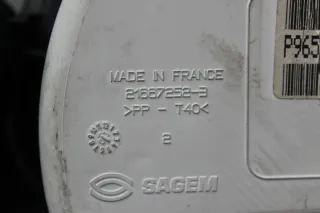 P965
MADE IN FRANCE
21667252-3
>PP - T40<
2
SAGEM